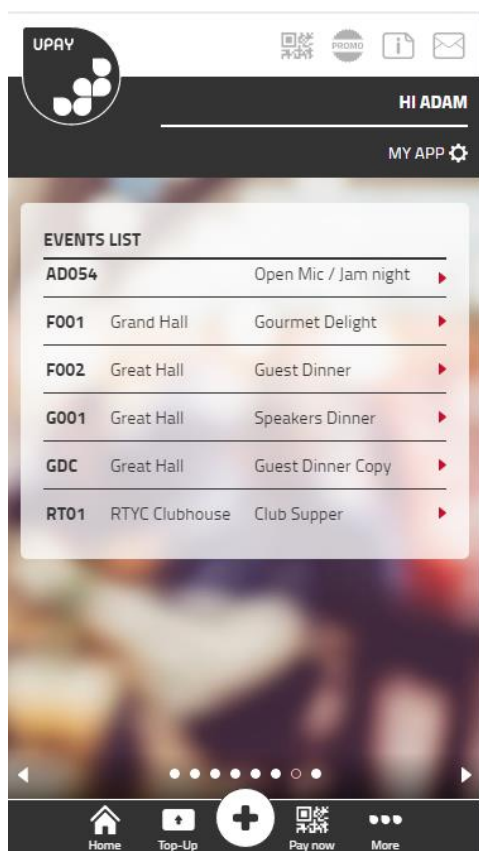 UPAY
PROMO
HI ADAM
MY APP
EVENTS LIST
AD054 Open Mic / Jam night
F001 Grand Hall Gourmet Delight
F002 Great Hall Guest Dinner
G001 Great Hall Speakers Dinner
GDC Great Hall Guest Dinner Copy
RT01 RTYC Clubhouse Club Supper
Home Top-Up Pay now More